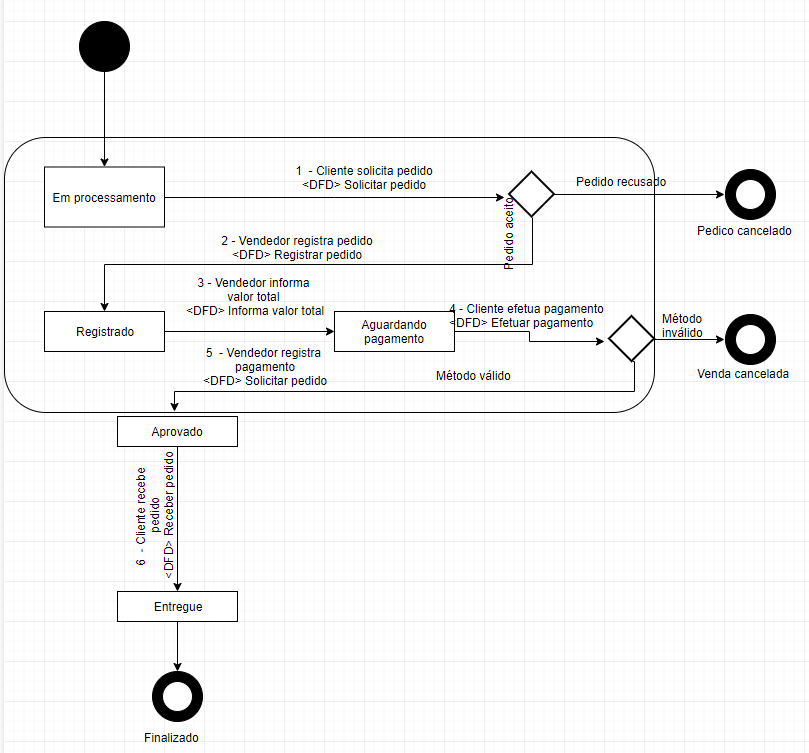 Em processamento
1 - Cliente solicita pedido
<DFD> Solicitar pedido
Pedido aceito
Pedido recusado
Pedico cancelado
2 - Vendedor registra pedido
<DFD> Registrar pedido
Registrado
3 - Vendedor informa
valor total
<DFD> Informa valor total
Aguardando
pagamento
4 - Cliente efetua pagamento
<DFD> Efetuar pagamento
Método
inválido
Venda cancelada
5 - Vendedor registra
pagamento
<DFD> Solicitar pedido
Método válido
Aprovado
6 - Cliente recebe
pedido
<DFD> Receber pedido
Entregue
Finalizado